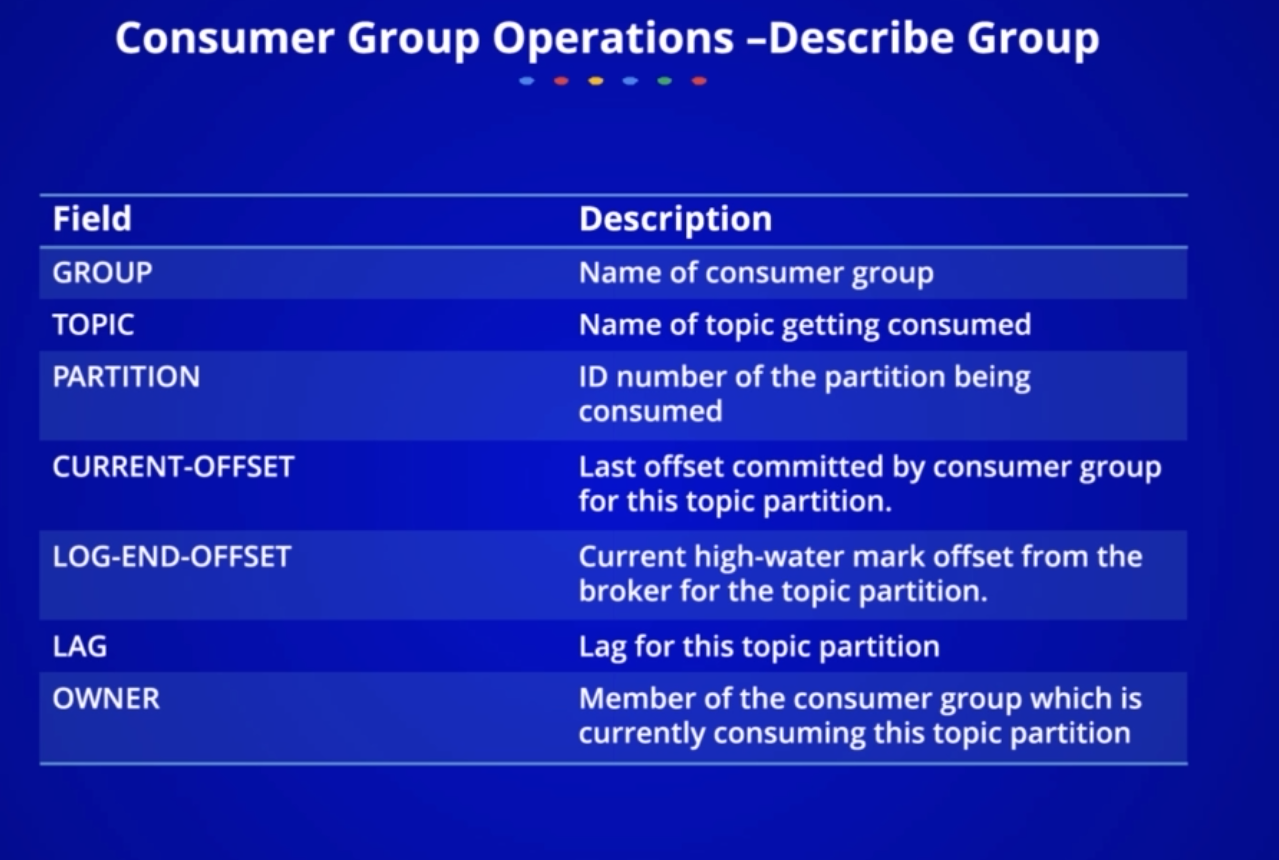 Consumer Group Operations –Describe Group
Field Description
GROUP Name of consumer group
TOPIC Name of topic getting consumed
PARTITION ID number of the partition being
consumed
CURRENT-OFFSET Last offset committed by consumer group
for this topic partition.
LOG-END-OFFSET Current high-water mark offset from the
broker for the topic partition.
LAG Lag for this topic partition
OWNER Member of the consumer group which is
currently consuming this topic partition